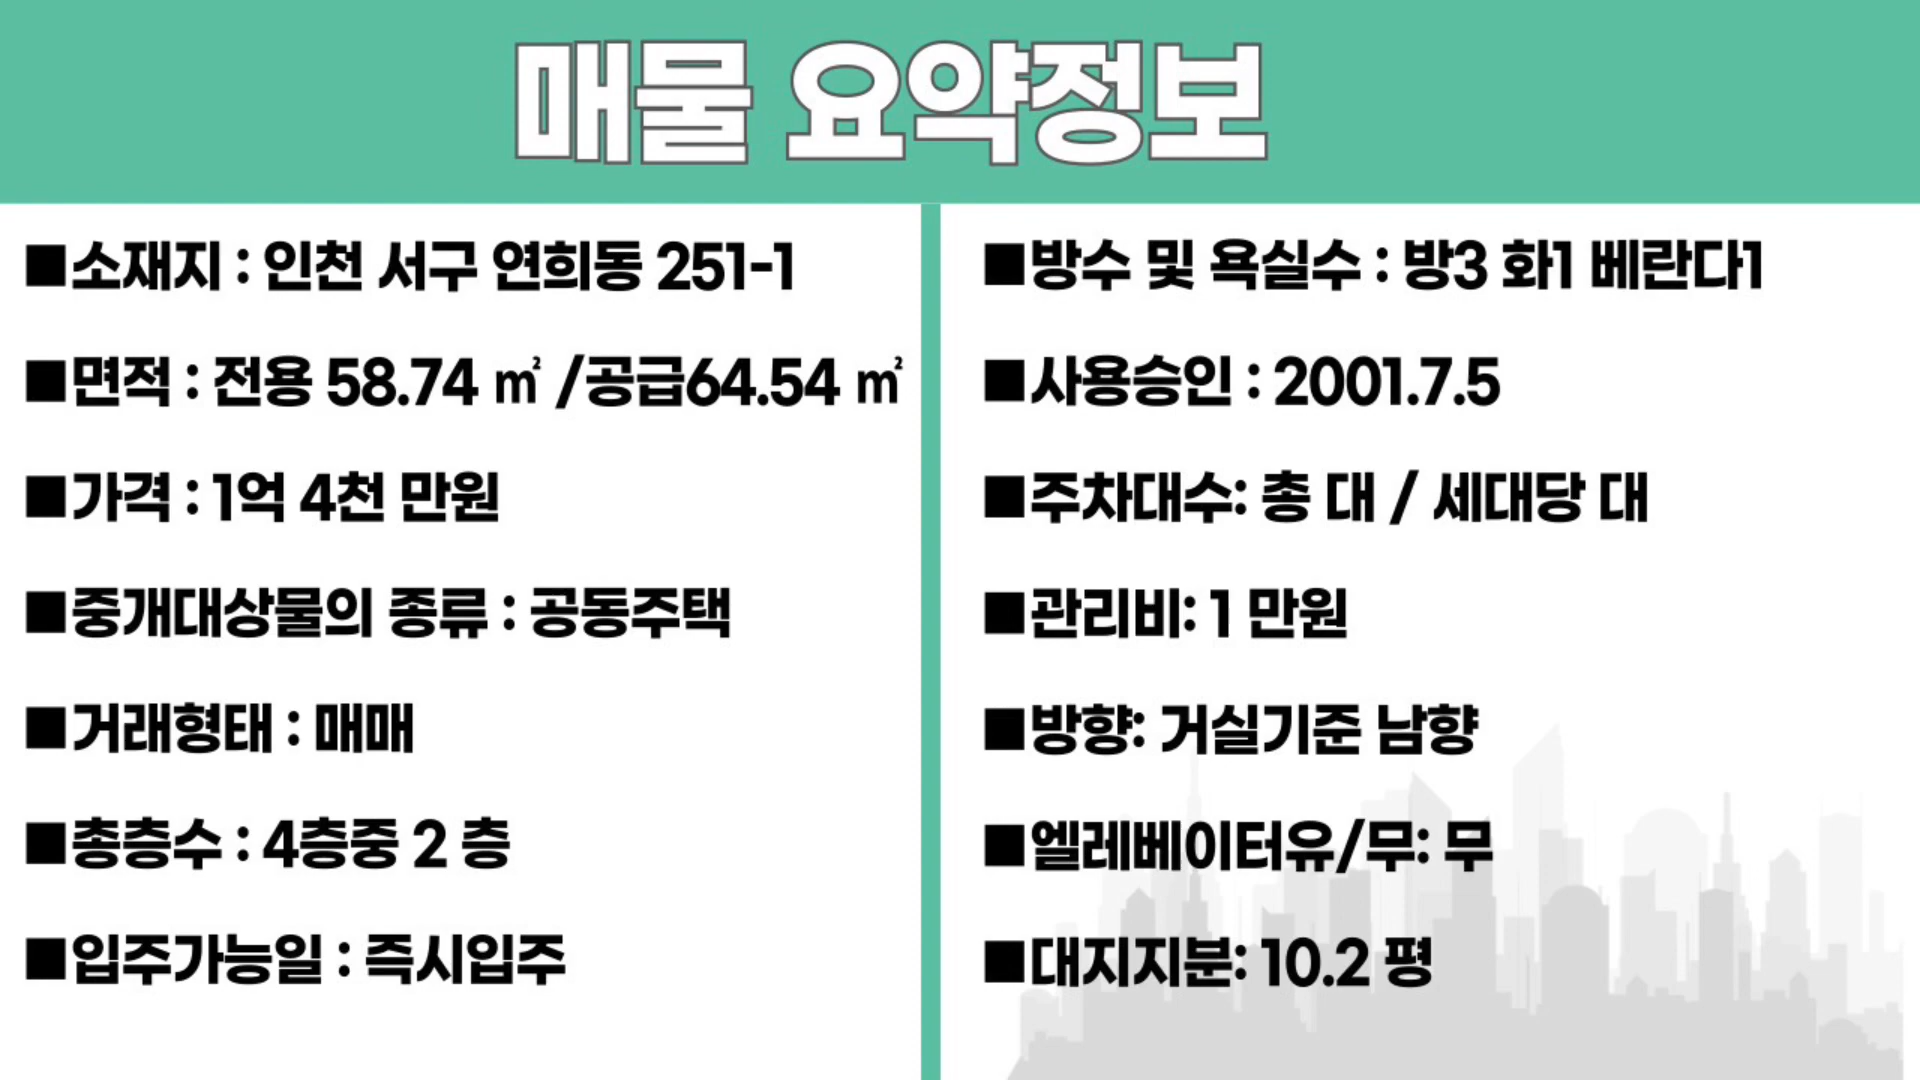 매물 요약정보
■소재지 : 인천 서구 연희동 251-1
■면적 : 전용 58.74 ㎡ /공급64.54 ㎡
■가격 : 1억 4천 만원
■중개대상물의 종류 : 공동주택
■거래형태 : 매매
■총층수 : 4층중 2 층
■입주가능일 : 즉시입주
■방수 및 욕실수 : 방3 화1 베란다1
■사용승인 : 2001.7.5
■주차대수: 총 대 / 세대당 대
■관리비: 1 만원
■방향: 거실기준 남향
■엘레베이터유/무: 무
■대지지분: 10.2 평